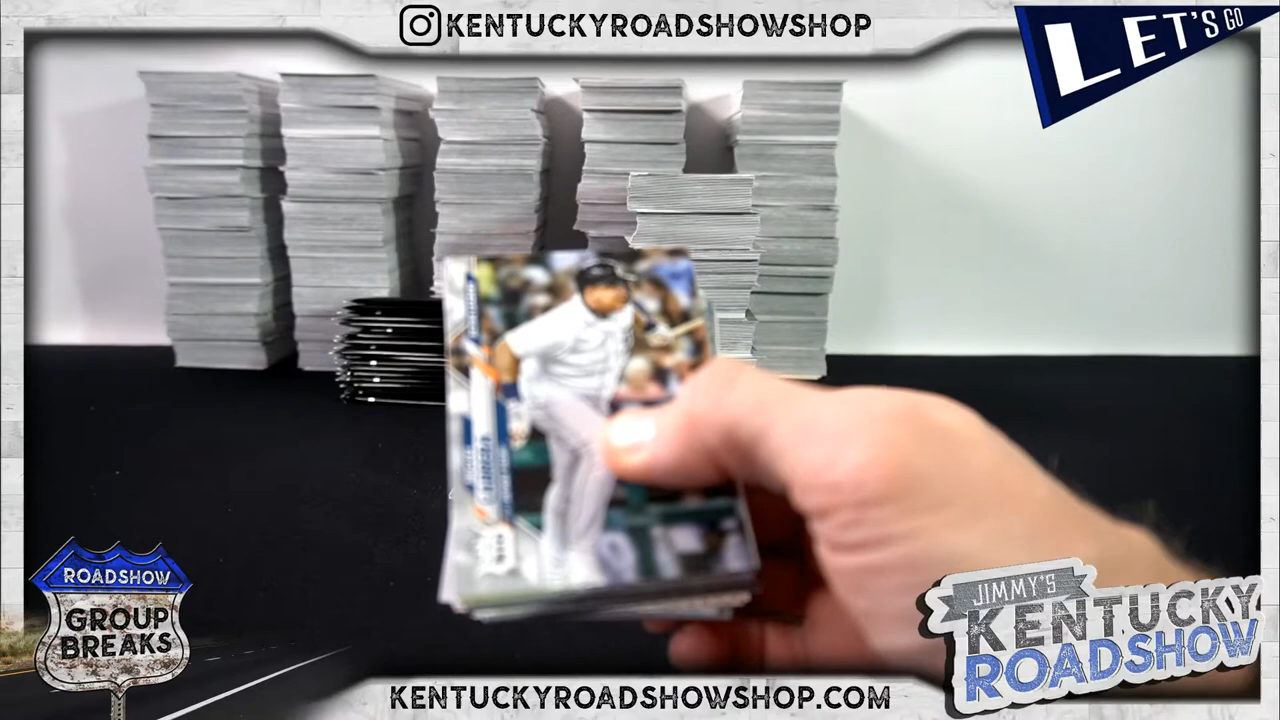 KENTUCKYROADSHOWSHOP
LET'S GO
ROADSHOW
GROUP
BREAKS
JIMMY'S
KENTUCKY
ROADSHOW
KENTUCKYROADSHOWSHOP.COM